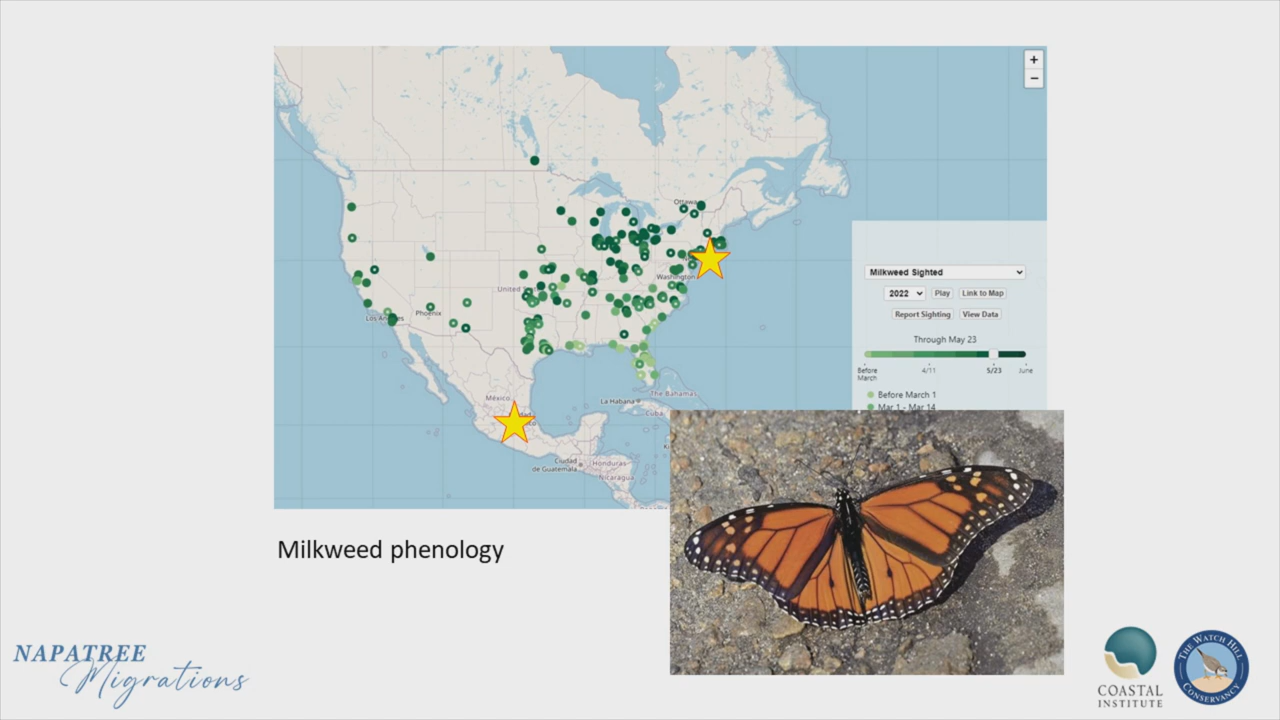 +
−
Ottawa
Washington
United
Los Angeles
Phoenix
México
La Habana
The Bahamas
Cuba
Ciudad
de Guatemala
Honduras
Nicaragua
Milkweed Sighted
2022
Play
Link to Map
Report Sighting
View Data
Through May 23
Before
March
4/11
5/23
June
Before March 1
Mar 1 - Mar 14
Milkweed phenology
NAPATREE
Migrations
COASTAL
INSTITUTE
THE WATCH HILL
CONSERVANCY